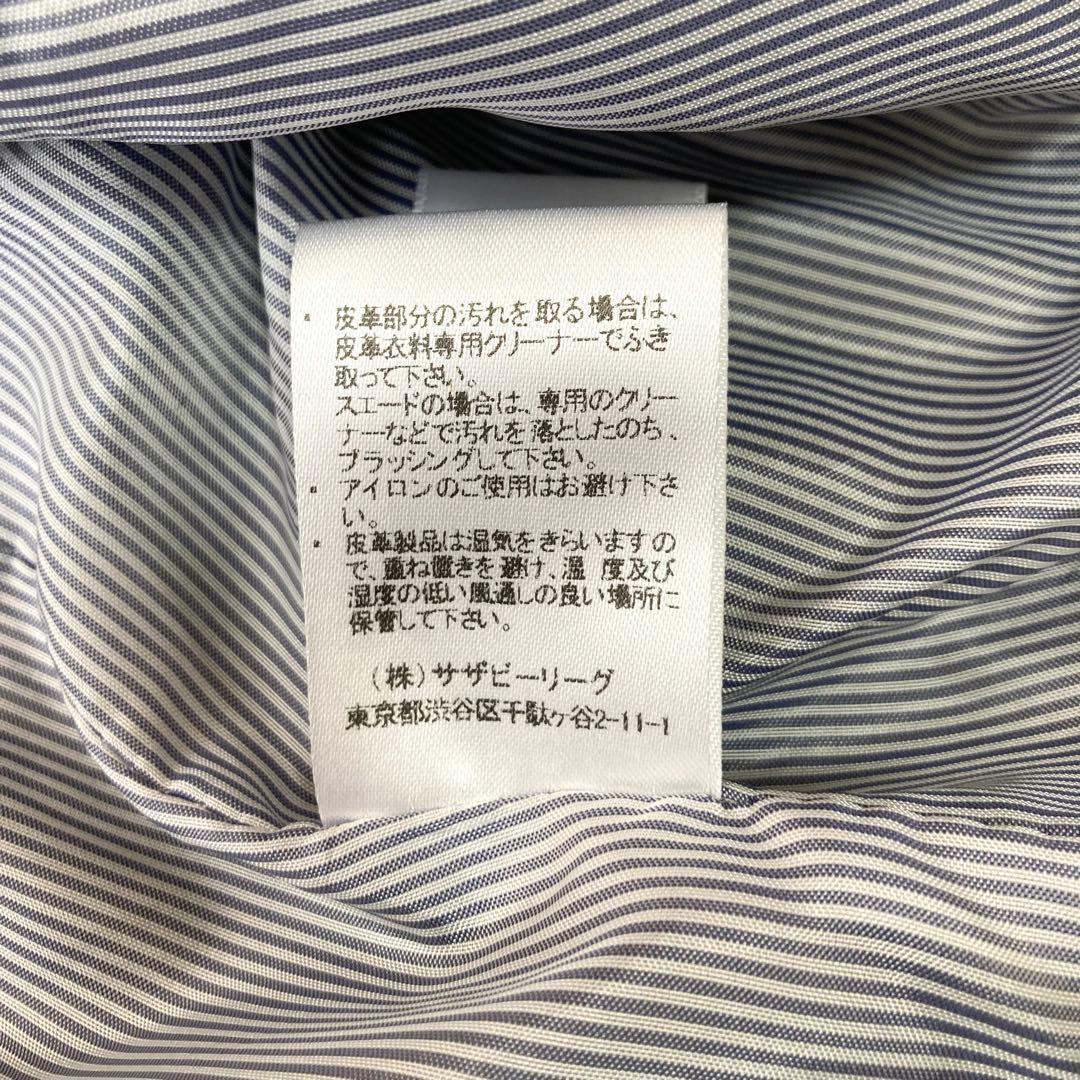 ・ 皮革部分の汚れを取る場合は、
皮革衣料専用クリーナーでふき
取って下さい。
スエードの場合は、専用のクリー
ナーなどで汚れを落としたのち、
ブラッシングして下さい。
・ アイロンのご使用はお避け下さ
い。
・ 皮革製品は湿気をきらいますの
で、重ね置きを避け、温 度及び
湿度の低い風通しの良い場所に
保管して下さい。
(株)サザビーリーグ
東京都渋谷区千駄ヶ谷2-11-1